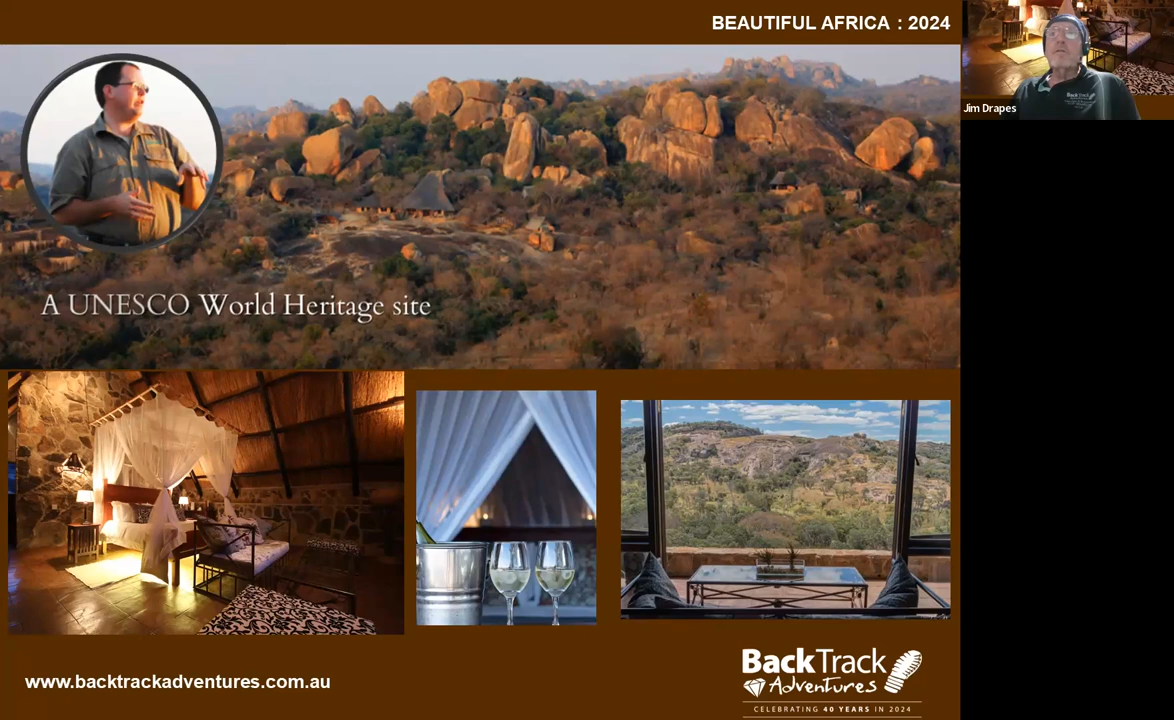 BEAUTIFUL AFRICA : 2024
Jim Drapes
A UNESCO World Heritage site
www.backtrackadventures.com.au
BackTrack
Adventures
CELEBRATING 40 YEARS IN 2024